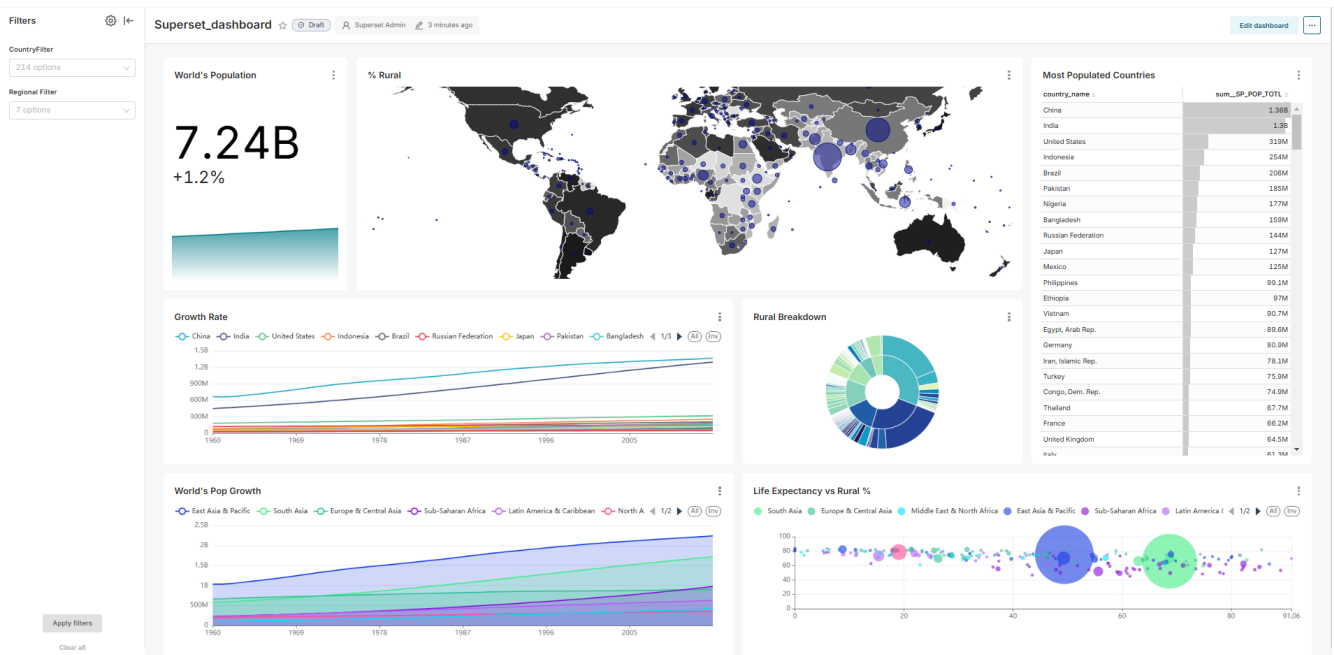 Filters
CountryFilter
214 options
Regional Filter
7 options
Apply filters
Clear all
Superset_dashboard Draft Superset Admin 3 minutes ago Edit dashboard
World's Population
7.24B
+1.2%
% Rural
Most Populated Countries
country_name sum__SP_POP_TOTL
China 1.36B
India 1.3B
United States 319M
Indonesia 254M
Brazil 206M
Pakistan 185M
Nigeria 177M
Bangladesh 159M
Russian Federation 144M
Japan 127M
Mexico 125M
Philippines 99.1M
Ethiopia 97M
Vietnam 90.7M
Egypt, Arab Rep. 89.6M
Germany 80.9M
Iran, Islamic Rep. 78.1M
Turkey 75.9M
Congo, Dem. Rep. 74.9M
Thailand 67.7M
France 66.2M
United Kingdom 64.5M
Italy 61.3M
Growth Rate
China India United States Indonesia Brazil Russian Federation Japan Pakistan Bangladesh 1/3 All Inv
1.5B
1.2B
900M
600M
300M
0
1960 1969 1978 1987 1996 2005
Rural Breakdown
World's Pop Growth
East Asia & Pacific South Asia Europe & Central Asia Sub-Saharan Africa Latin America & Caribbean North A 1/2 All Inv
2.5B
2B
1.5B
1B
500M
0
1960 1969 1978 1987 1996 2005
Life Expectancy vs Rural %
South Asia Europe & Central Asia Middle East & North Africa East Asia & Pacific Sub-Saharan Africa Latin America ( 1/2 All Inv
100
80
60
40
20
0
0 20 40 60 80 91.06